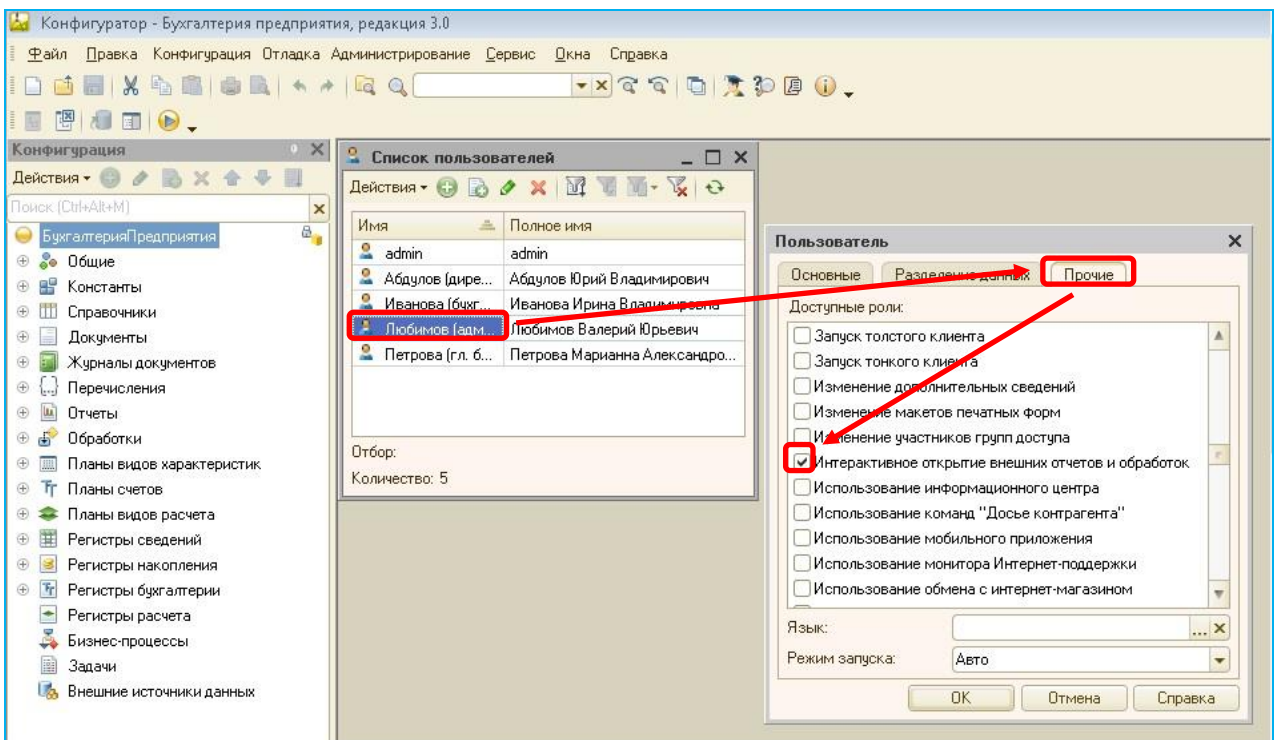 Конфигуратор - Бухгалтерия предприятия, редакция 3.0
Файл Правка Конфигурация Отладка Администрирование Сервис Окна Справка
Конфигурация
Действия
Поиск (Ctrl+Alt+M)
БухгалтерияПредприятия
Общие
Константы
Справочники
Документы
Журналы документов
Перечисления
Отчеты
Обработки
Планы видов характеристик
Планы счетов
Планы видов расчета
Регистры сведений
Регистры накопления
Регистры бухгалтерии
Регистры расчета
Бизнес-процессы
Задачи
Внешние источники данных
Список пользователей
Действия
Имя Полное имя
admin admin
Абдулов (дире... Абдулов Юрий Владимирович
Иванова (бухг... Иванова Ирина Владимировна
Любимов (адм... Любимов Валерий Юрьевич
Петрова (гл. б... Петрова Марианна Александро...
Отбор:
Количество: 5
Пользователь
Основные Разделение данных Прочие
Доступные роли:
Запуск толстого клиента
Запуск тонкого клиента
Изменение дополнительных сведений
Изменение макетов печатных форм
Изменение участников групп доступа
Интерактивное открытие внешних отчетов и обработок
Использование информационного центра
Использование команд "Досье контрагента"
Использование мобильного приложения
Использование монитора Интернет-поддержки
Использование обмена с интернет-магазином
Язык:
Режим запуска: Авто
OK Отмена Справка